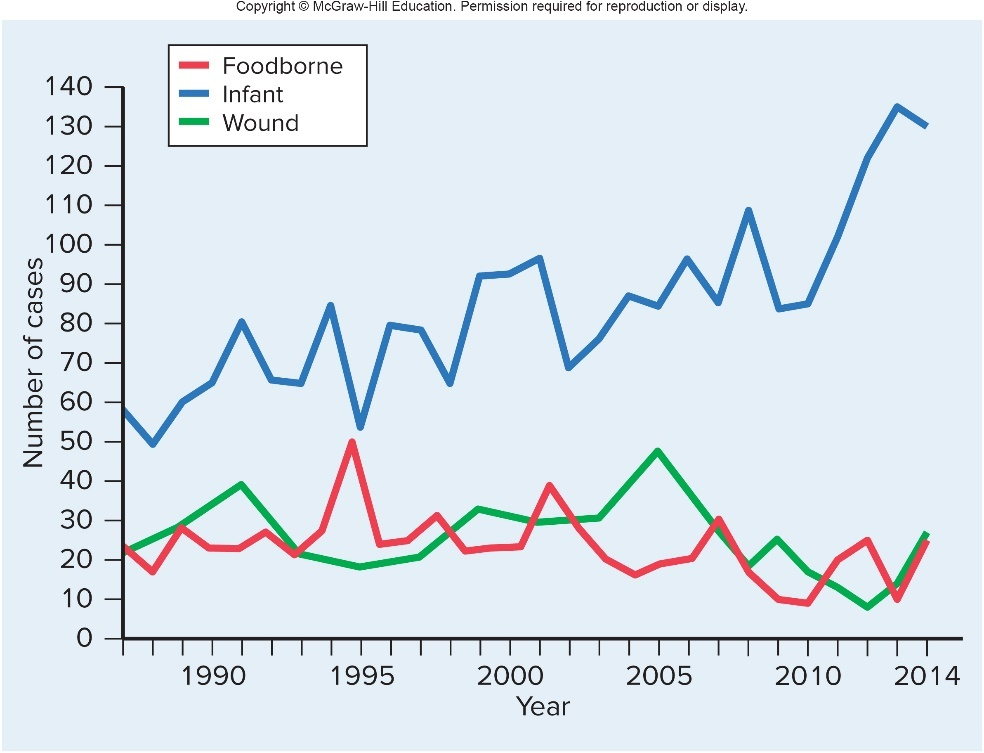 Copyright © McGraw-Hill Education. Permission required for reproduction or display.
Foodborne
Infant
Wound
140
130
120
110
100
90
80
70
60
50
40
30
20
10
0
Number of cases
1990 1995 2000 2005 2010 2014
Year